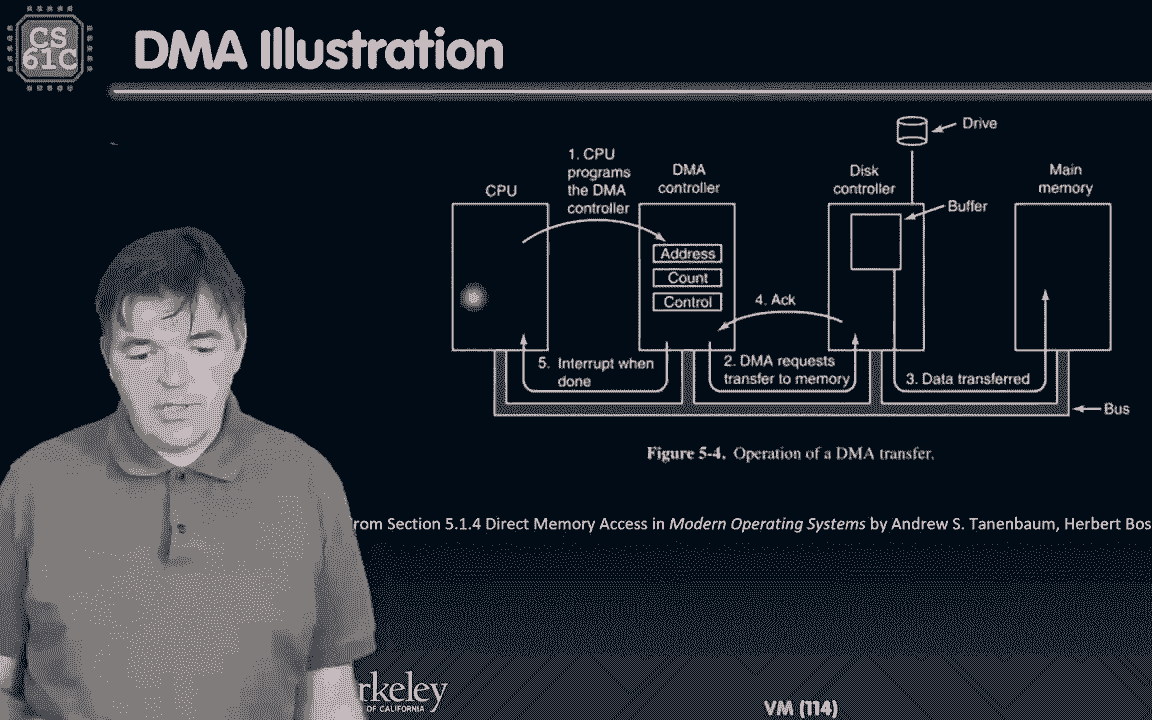 CS
61C
DMA Illustration
Drive
1. CPU
programs
the DMA
controller
CPU
DMA
controller
Disk
controller
Main
memory
Buffer
Address
Count
Control
4. Ack
5. Interrupt when
done
2. DMA requests
transfer to memory
3. Data transferred
Bus
Figure 5-4. Operation of a DMA transfer.
rom Section 5.1.4 Direct Memory Access in Modern Operating Systems by Andrew S. Tanenbaum, Herbert Bos
rkeley
OF CALIFORNIA
VM (114)